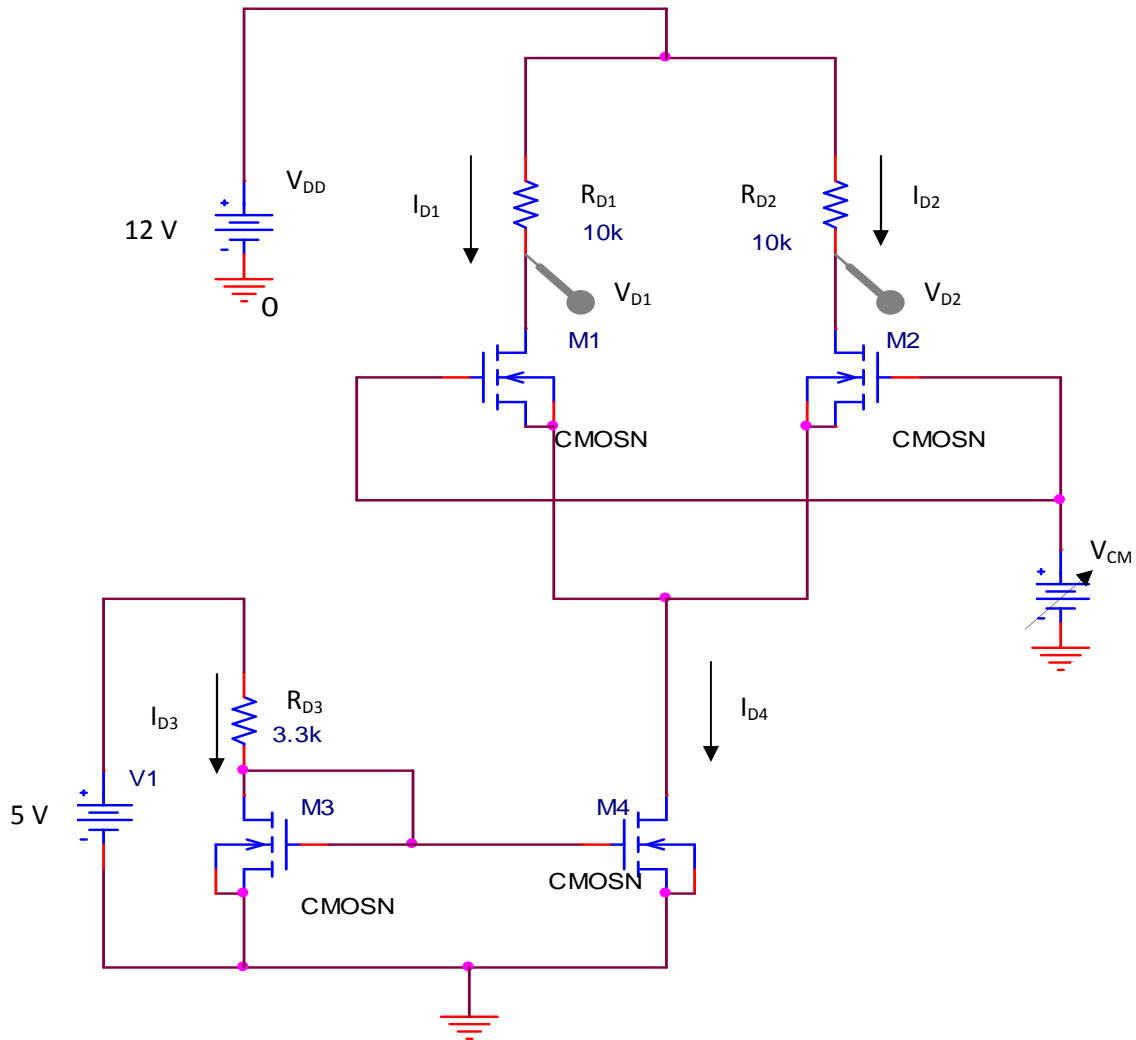 V_DD
12 V
0
I_D1
R_D1
10k
R_D2
10k
I_D2
V_D1
V_D2
M1
M2
CMOSN
CMOSN
V_CM
I_D3
R_D3
3.3k
I_D4
V1
5 V
M3
M4
CMOSN
CMOSN